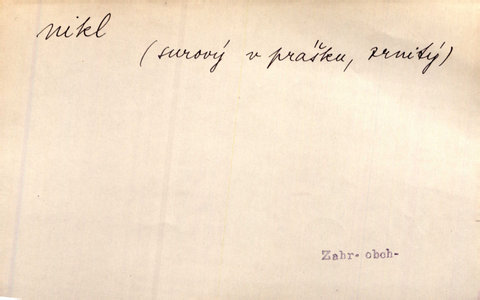 nikl
(surový v prášku, zrnitý)
Zahr- obch-